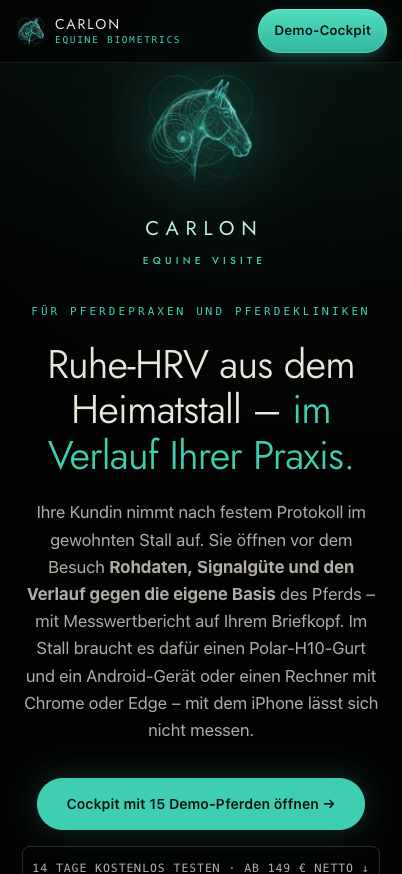 CARLON
EQUINE BIOMETRICS
Demo-Cockpit
CARLON
EQUINE VISITE
FÜR PFERDEPRAXEN UND PFERDEKLINIKEN
Ruhe-HRV aus dem
Heimatstall – im
Verlauf Ihrer Praxis.
Ihre Kundin nimmt nach festem Protokoll im
gewohnten Stall auf. Sie öffnen vor dem
Besuch Rohdaten, Signalgüte und den
Verlauf gegen die eigene Basis des Pferds –
mit Messwertbericht auf Ihrem Briefkopf. Im
Stall braucht es dafür einen Polar-H10-Gurt
und ein Android-Gerät oder einen Rechner mit
Chrome oder Edge – mit dem iPhone lässt sich
nicht messen.
Cockpit mit 15 Demo-Pferden öffnen →
14 TAGE KOSTENLOS TESTEN · AB 149 € NETTO ↓